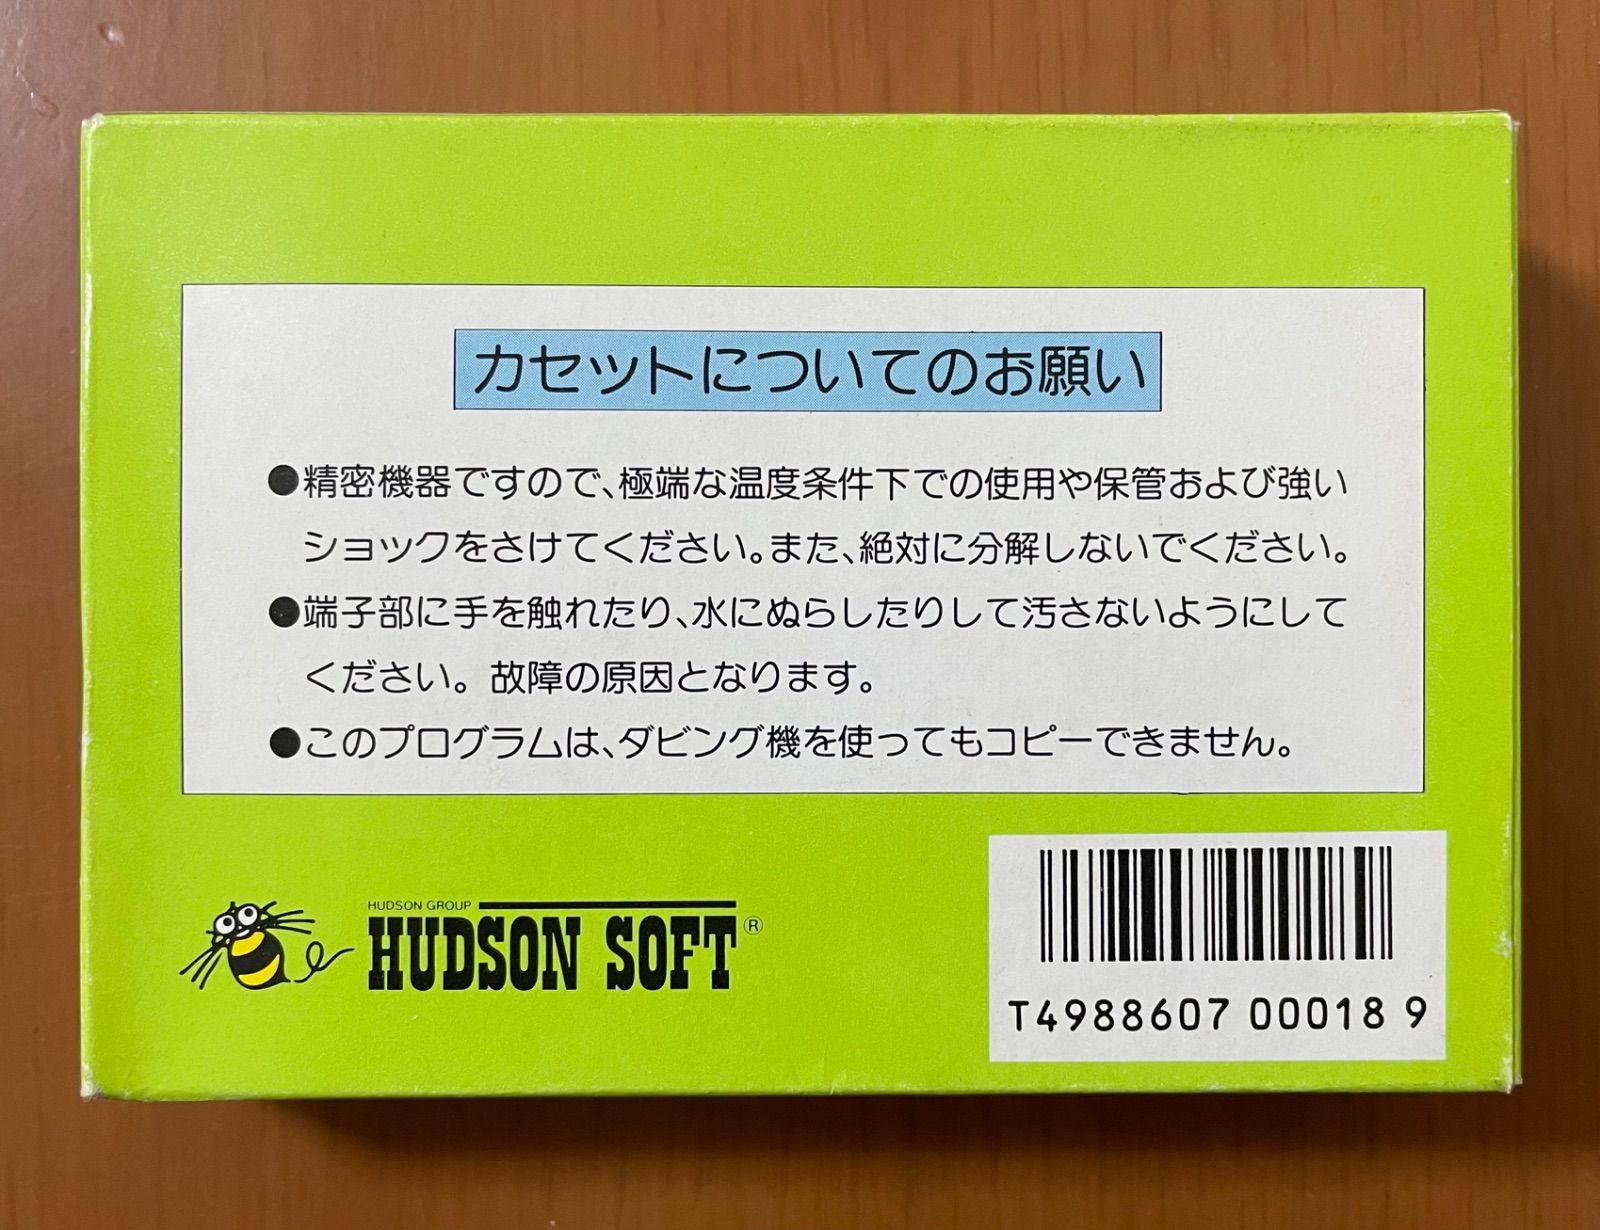 カセットについてのお願い
●精密機器ですので、極端な温度条件下での使用や保管および強い
ショックをさけてください。また、絶対に分解しないでください。
●端子部に手を触れたり、水にぬらしたりして汚さないようにして
ください。故障の原因となります。
●このプログラムは、ダビング機を使ってもコピーできません。
HUDSON GROUP
HUDSON SOFT®
T4988607 00018 9